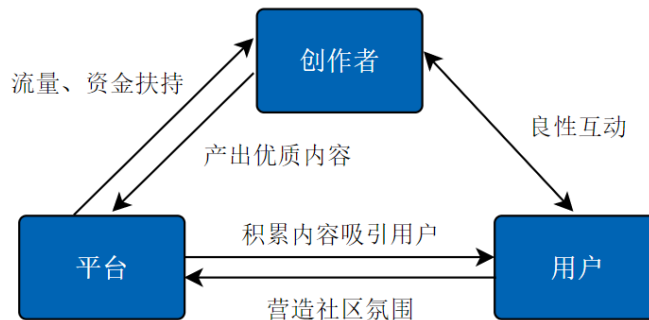 创作者
流量、资金扶持
良性互动
产出优质内容
积累内容吸引用户
平台
用户
营造社区氛围